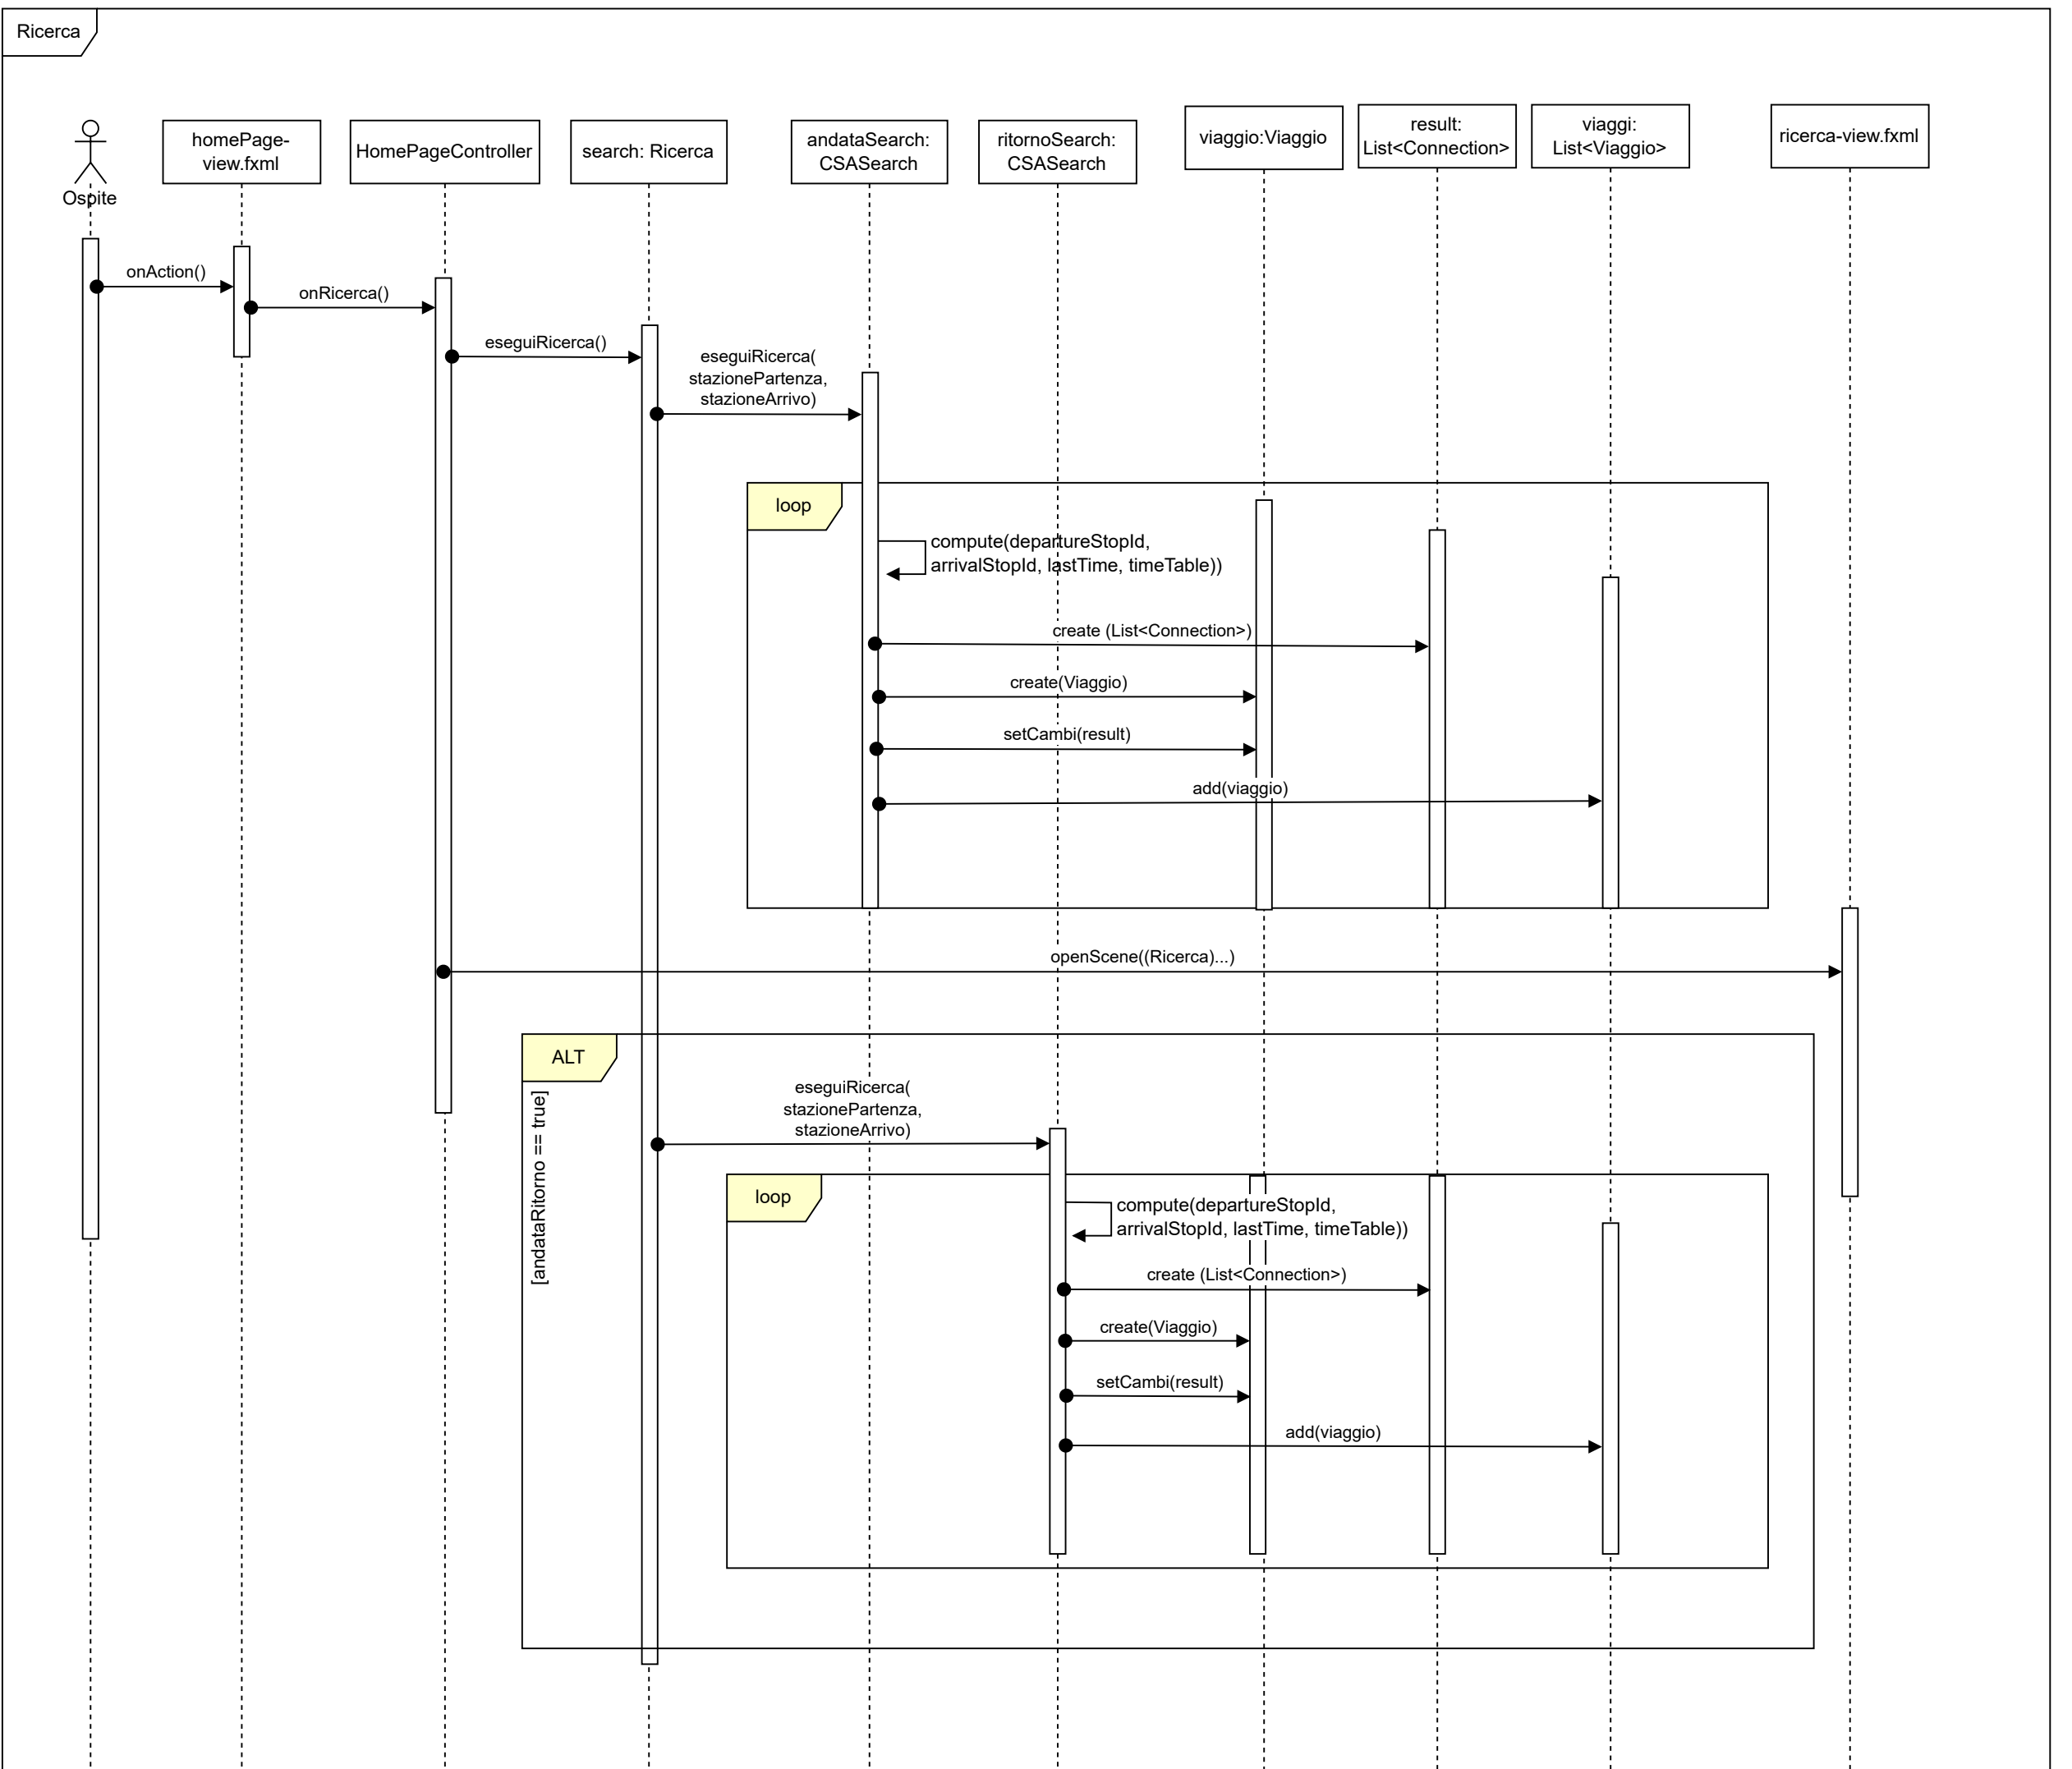 Ricerca
Ospite
homePage-
view.fxml
HomePageController
search: Ricerca
andataSearch:
CSASearch
ritornoSearch:
CSASearch
viaggio:Viaggio
result:
List<Connection>
viaggi:
List<Viaggio>
ricerca-view.fxml
onAction()
onRicerca()
eseguiRicerca()
eseguiRicerca(
stazionePartenza,
stazioneArrivo)
loop
compute(departureStopId,
arrivalStopId, lastTime, timeTable))
create (List<Connection>)
create(Viaggio)
setCambi(result)
add(viaggio)
openScene((Ricerca)...)
ALT
[andataRitorno == true]
eseguiRicerca(
stazionePartenza,
stazioneArrivo)
loop
compute(departureStopId,
arrivalStopId, lastTime, timeTable))
create (List<Connection>)
create(Viaggio)
setCambi(result)
add(viaggio)